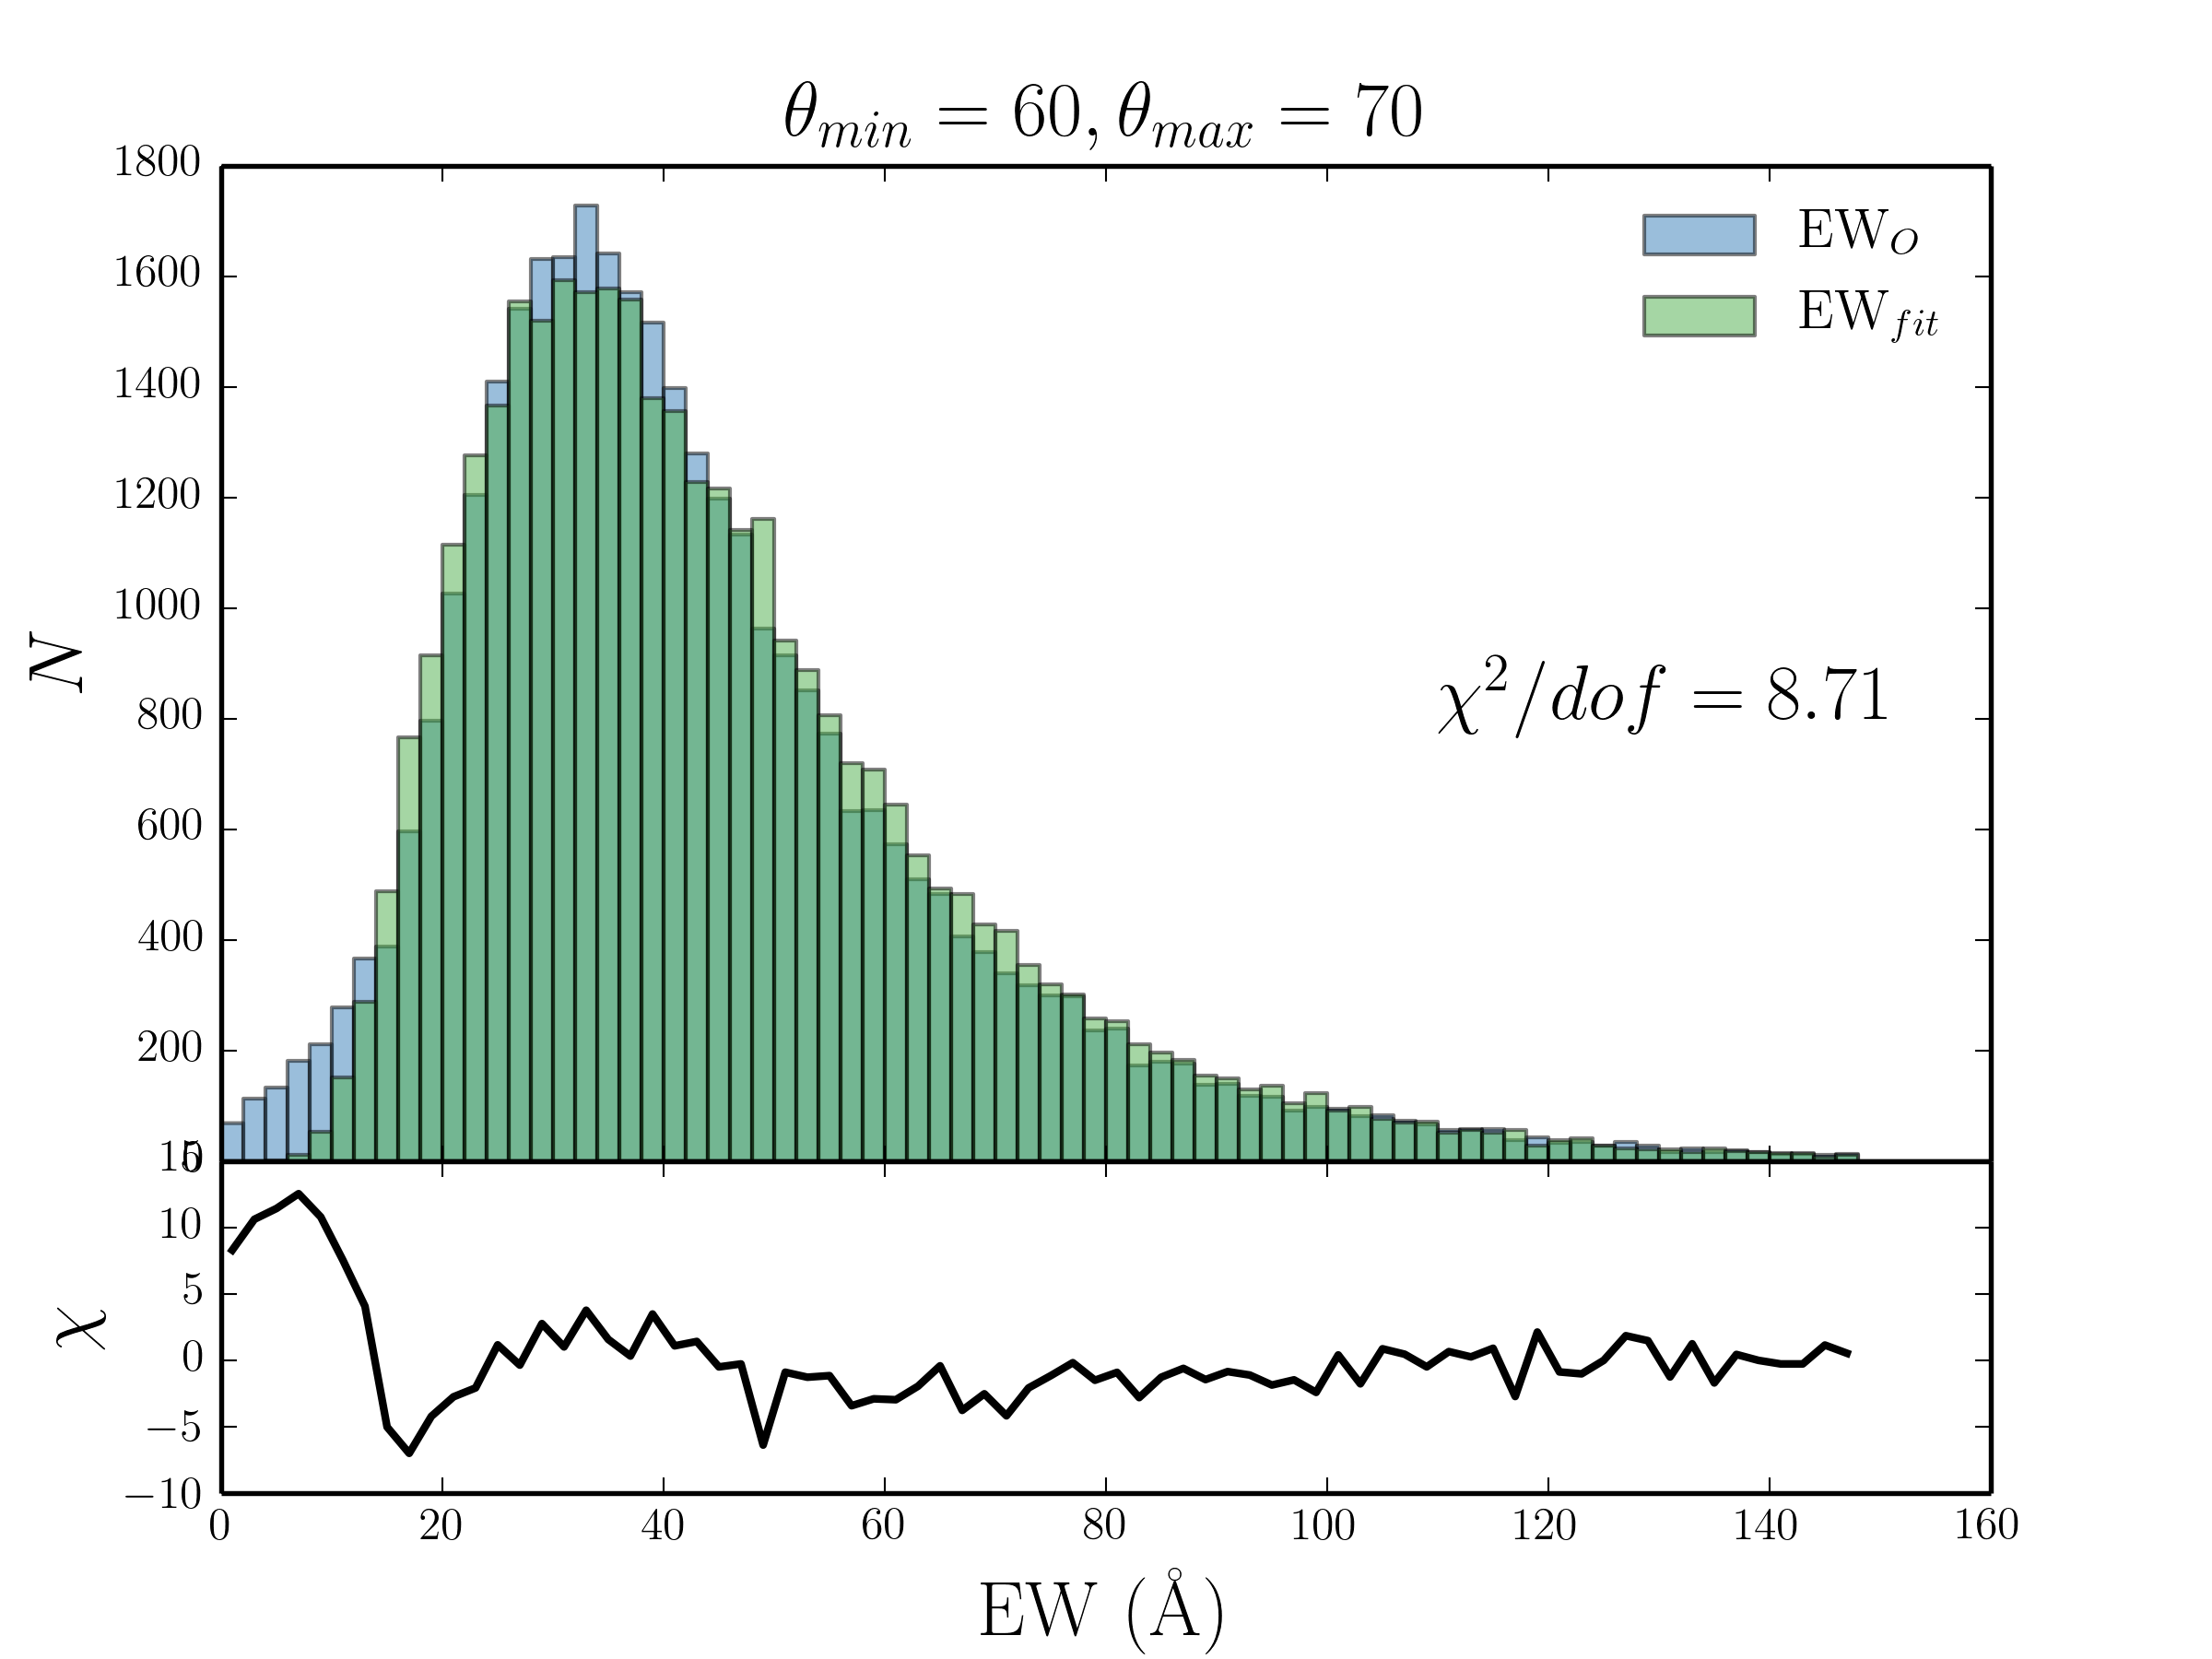 θmin = 60, θmax = 70
1800
1600
1400
1200
1000
800
600
400
200
N
EWO
EWfit
χ²/dof = 8.71
10
5
0
−5
−10
χ
0 20 40 60 80 100 120 140 160
EW (Å)